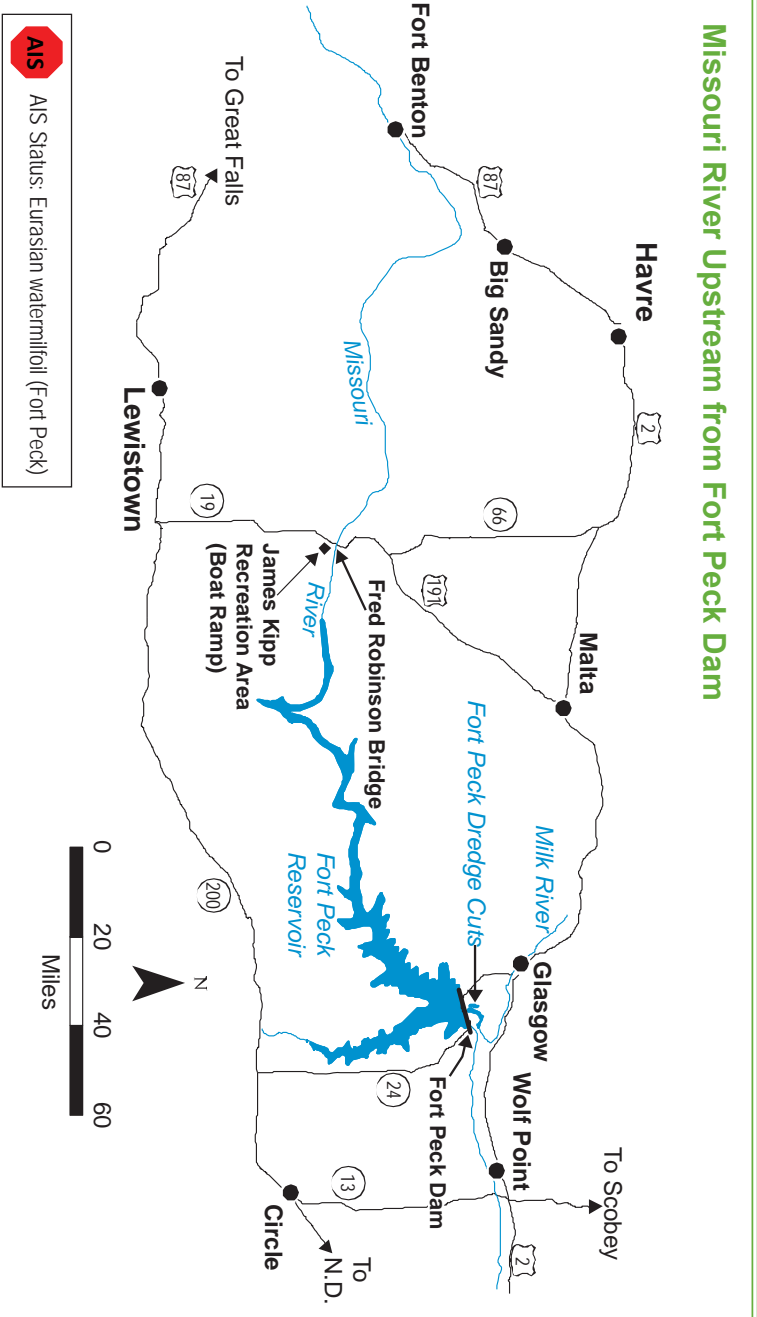 Missouri River Upstream from Fort Peck Dam
Havre
2
87
Big Sandy
Fort Benton
66
Malta
191
Missouri
Milk River
Glasgow
Fort Peck Dredge Cuts
Wolf Point
To Scobey
2
To Great Falls
87
Lewistown
19
Fred Robinson Bridge
River
James Kipp
Recreation Area
(Boat Ramp)
Fort Peck
Reservoir
Fort Peck Dam
24
13
200
Circle
To
N.D.
N
0
20
40
60
Miles
AIS
AIS Status: Eurasian watermilfoil (Fort Peck)